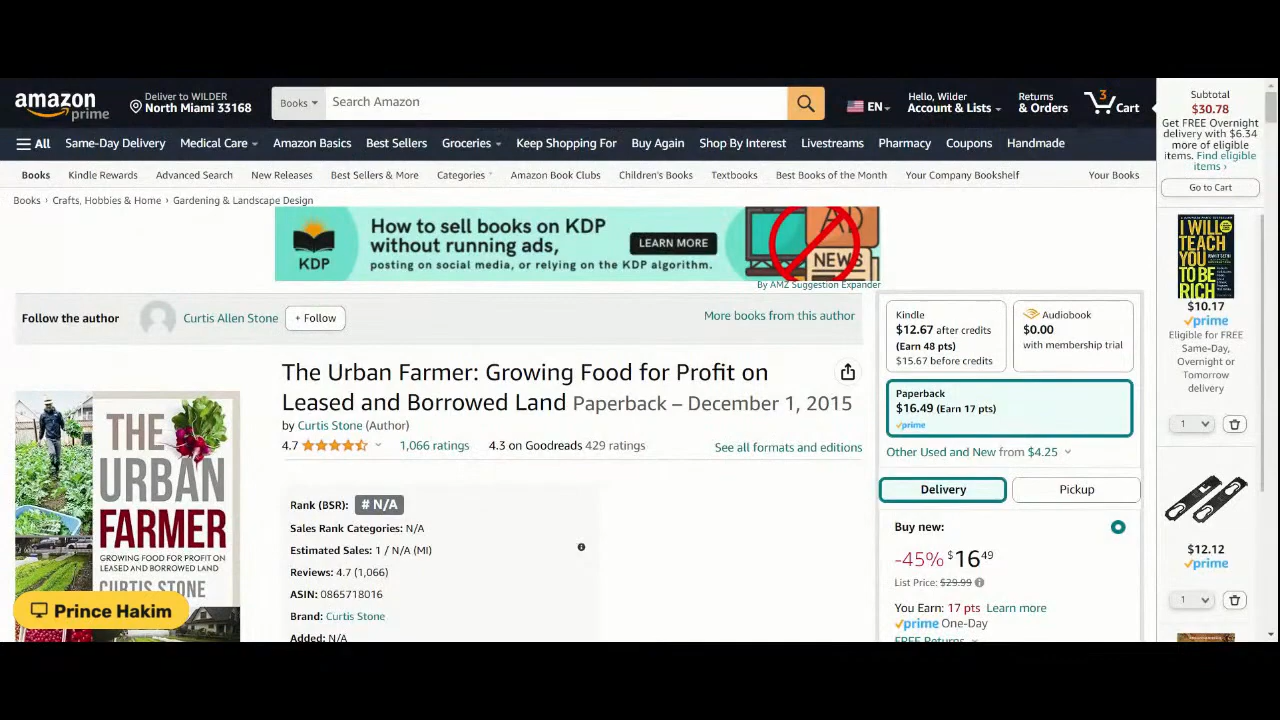 amazon prime
Deliver to WILDER
North Miami 33168
Books
Search Amazon
EN
Hello, Wilder
Account & Lists
Returns
& Orders
3
Cart
All
Same-Day Delivery
Medical Care
Amazon Basics
Best Sellers
Groceries
Keep Shopping For
Buy Again
Shop By Interest
Livestreams
Pharmacy
Coupons
Handmade
Books
Kindle Rewards
Advanced Search
New Releases
Best Sellers & More
Categories
Amazon Book Clubs
Children's Books
Textbooks
Best Books of the Month
Your Company Bookshelf
Your Books
Books › Crafts, Hobbies & Home › Gardening & Landscape Design
KDP
How to sell books on KDP
without running ads,
posting on social media, or relying on the KDP algorithm.
LEARN MORE
AD
NEWS
By AMZ Suggestion Expander
Follow the author
Curtis Allen Stone
+ Follow
More books from this author
The Urban Farmer: Growing Food for Profit on
Leased and Borrowed Land Paperback – December 1, 2015
by Curtis Stone (Author)
4.7
1,066 ratings
4.3 on Goodreads 429 ratings
See all formats and editions
THE
URBAN
FARMER
GROWING FOOD FOR PROFIT ON
LEASED AND BORROWED LAND
CURTIS STONE
Prince Hakim
Rank (BSR): # N/A
Sales Rank Categories: N/A
Estimated Sales: 1 / N/A (MI)
Reviews: 4.7 (1,066)
ASIN: 0865718016
Brand: Curtis Stone
Added: N/A
Kindle
$12.67 after credits
(Earn 48 pts)
$15.67 before credits
Audiobook
$0.00
with membership trial
Paperback
$16.49 (Earn 17 pts)
prime
Other Used and New from $4.25
Delivery
Pickup
Buy new:
-45% $16 49
List Price: $29.99
You Earn: 17 pts Learn more
prime One-Day
FREE Returns
Subtotal
$30.78
Get FREE Overnight
delivery with $6.34
more of eligible
items. Find eligible
items ›
Go to Cart
I WILL
TEACH
YOU
TO BE
RICH
$10.17
prime
Eligible for FREE
Same-Day,
Overnight or
Tomorrow
delivery
1
$12.12
prime
1